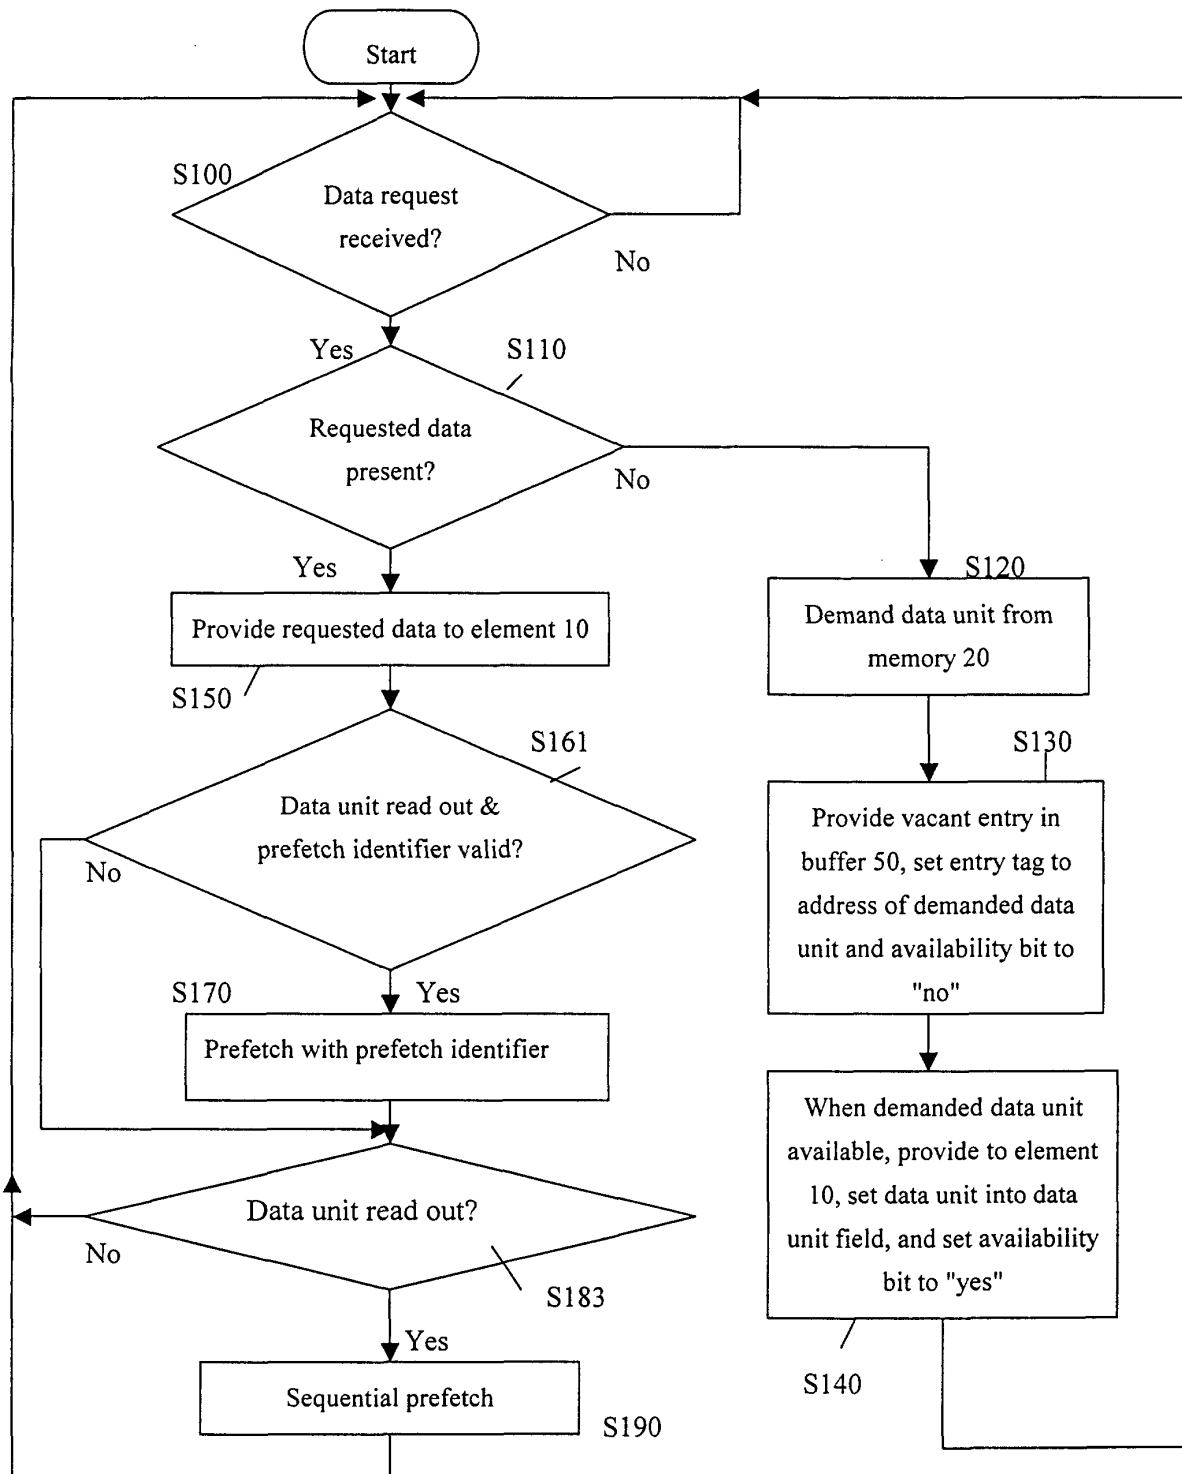 Start
S100
Data request
received?
No
Yes
S110
Requested data
present?
No
Yes
S120
Provide requested data to element 10
S150
Demand data unit from
memory 20
S161
Data unit read out &
prefetch identifier valid?
No
S130
Provide vacant entry in
buffer 50, set entry tag to
address of demanded data
unit and availability bit to
"no"
S170
Yes
Prefetch with prefetch identifier
When demanded data unit
available, provide to element
10, set data unit into data
unit field, and set availability
bit to "yes"
S140
Data unit read out?
No
S183
Yes
Sequential prefetch
S190